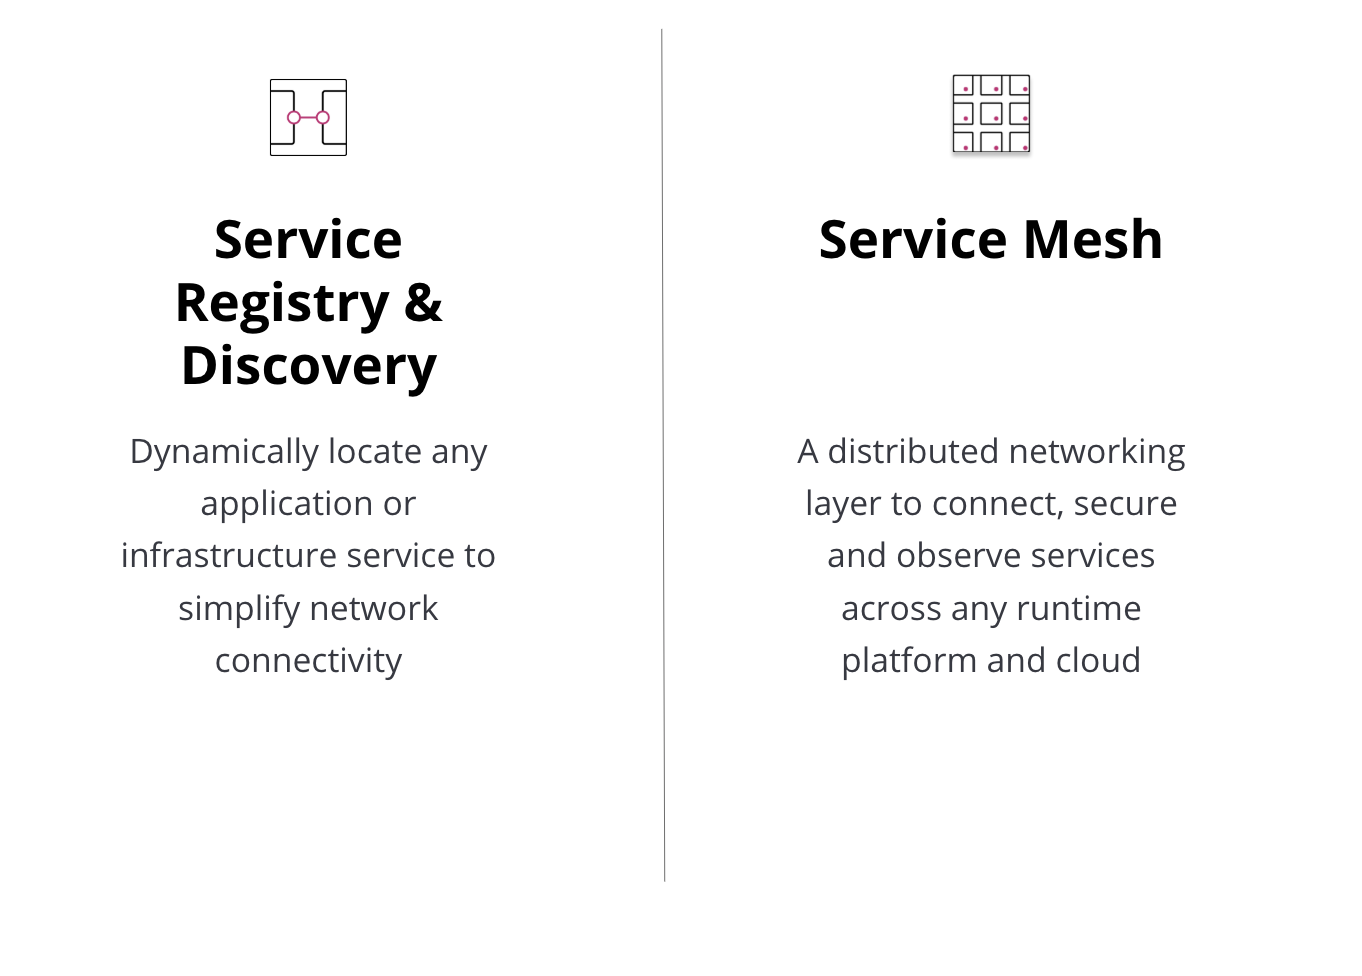 Service
Registry &
Discovery
Dynamically locate any
application or
infrastructure service to
simplify network
connectivity
Service Mesh
A distributed networking
layer to connect, secure
and observe services
across any runtime
platform and cloud